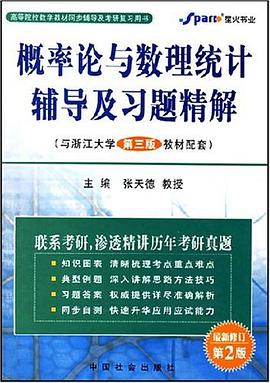 高等院校数学教材同步辅导及考研复习用书
Spark 星火书业
概率论与数理统计
辅导及习题精解
(与浙江大学 第三版 教材配套)
主 编 张天德 教授
联系考研,渗透精讲历年考研真题
知识图表 清晰梳理考点重点难点
典型例题 深入讲解思路方法技巧
习题答案 权威提供详尽准确解析
同步自测 快速升华应用应试能力
最新修订
第2版
中国社会出版社